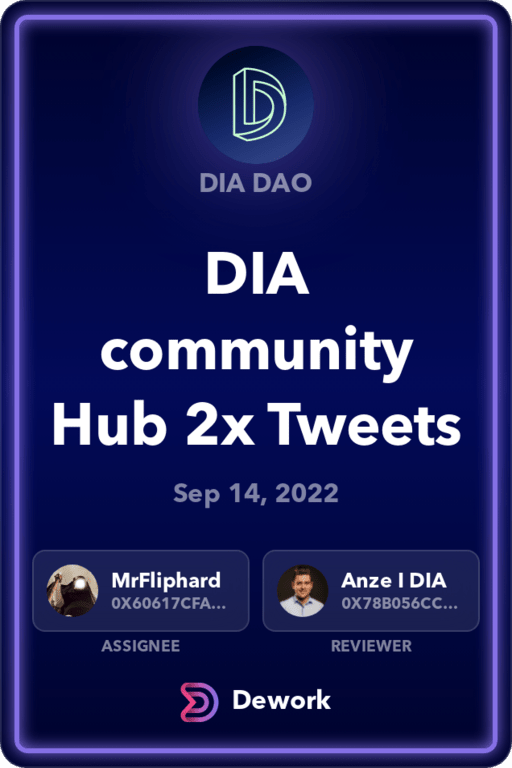 DIA DAO
DIA
community
Hub 2x Tweets
Sep 14, 2022
MrFliphard
0X60617CFA...
Anze I DIA
0X78B056CC...
ASSIGNEE
REVIEWER
Dework